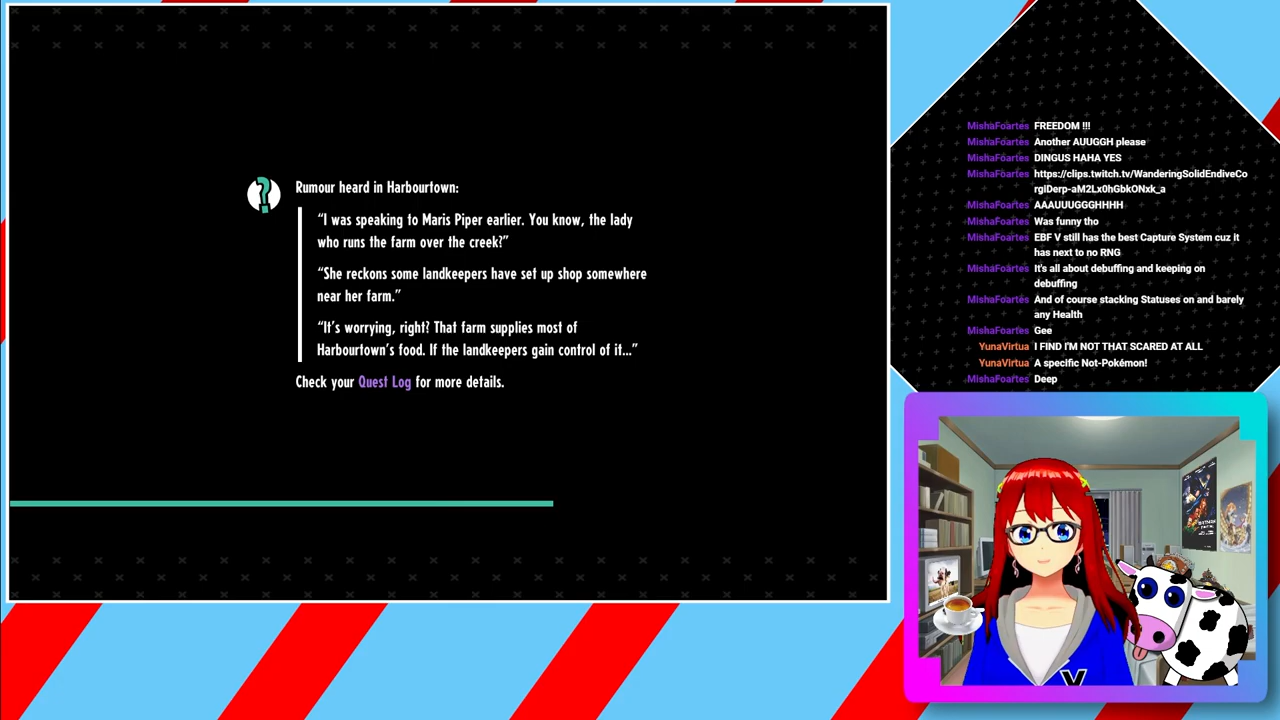 Rumour heard in Harbourtown:
“I was speaking to Maris Piper earlier. You know, the lady
who runs the farm over the creek?”
“She reckons some landkeepers have set up shop somewhere
near her farm.”
“It’s worrying, right? That farm supplies most of
Harbourtown’s food. If the landkeepers gain control of it...”
Check your Quest Log for more details.
MishaFoartes FREEDOM !!!
MishaFoartes Another AUUGGH please
MishaFoartes DINGUS HAHA YES
MishaFoartes https://clips.twitch.tv/WanderingSolidEndiveCo
rgiDerp-aM2Lx0hGbkONxk_a
MishaFoartes AAAUUUGGGHHHH
MishaFoartes Was funny tho
MishaFoartes EBF V still has the best Capture System cuz it
has next to no RNG
MishaFoartes It's all about debuffing and keeping on
debuffing
MishaFoartes And of course stacking Statuses on and barely
any Health
MishaFoartes Gee
YunaVirtua I FIND I'M NOT THAT SCARED AT ALL
YunaVirtua A specific Not-Pokémon!
MishaFoartes Deep
V